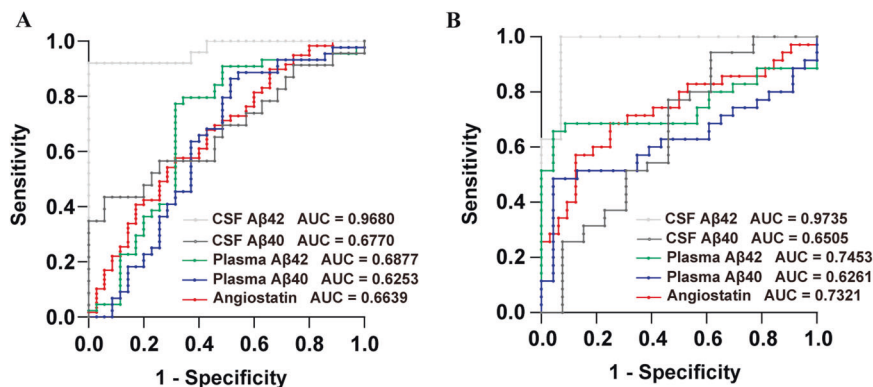 A
1.0
0.8
0.6
0.4
0.2
0.0
Sensitivity
CSF Aβ42 AUC = 0.9680
CSF Aβ40 AUC = 0.6770
Plasma Aβ42 AUC = 0.6877
Plasma Aβ40 AUC = 0.6253
Angiostatin AUC = 0.6639
0.0 0.2 0.4 0.6 0.8 1.0
1 - Specificity
B
1.0
0.8
0.6
0.4
0.2
0.0
Sensitivity
CSF Aβ42 AUC = 0.9735
CSF Aβ40 AUC = 0.6505
Plasma Aβ42 AUC = 0.7453
Plasma Aβ40 AUC = 0.6261
Angiostatin AUC = 0.7321
0.0 0.2 0.4 0.6 0.8 1.0
1 - Specificity